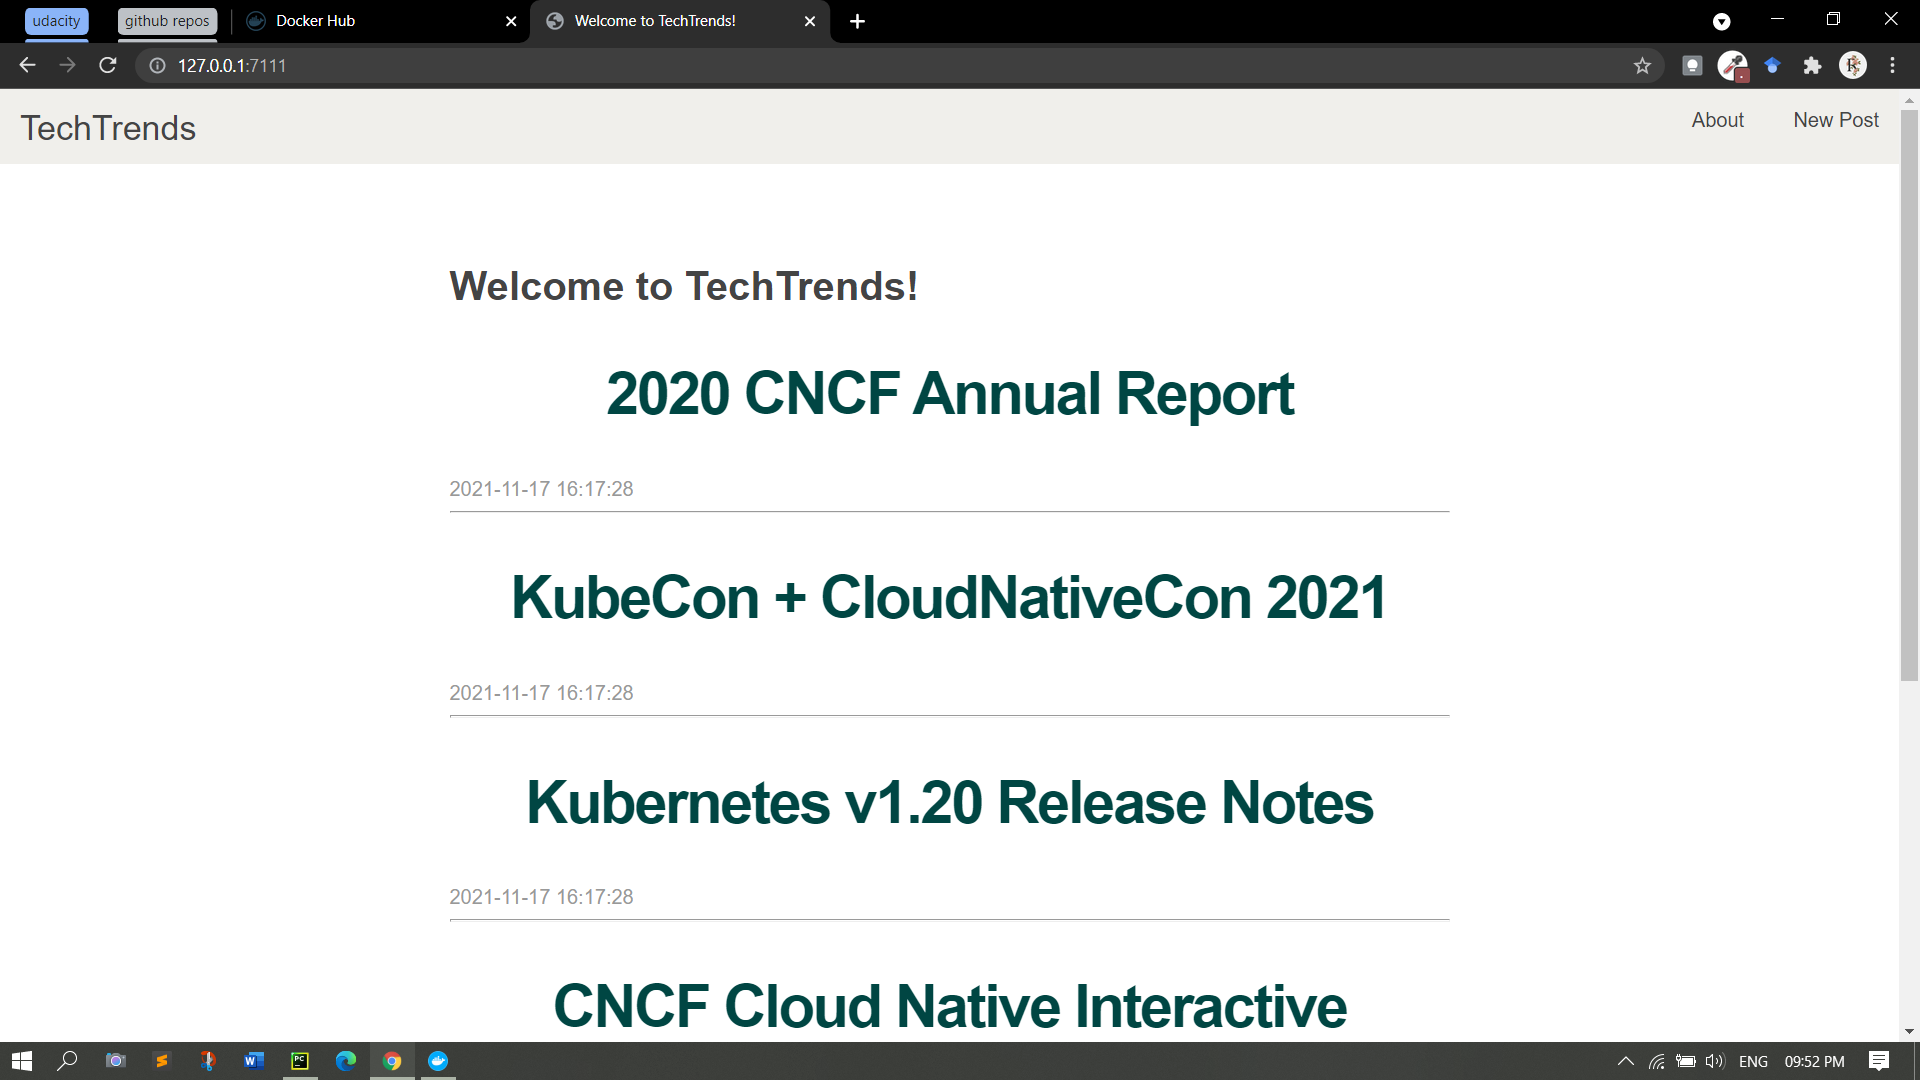 udacity
github repos
Docker Hub
Welcome to TechTrends!
127.0.0.1:7111
TechTrends
About
New Post
Welcome to TechTrends!
2020 CNCF Annual Report
2021-11-17 16:17:28
KubeCon + CloudNativeCon 2021
2021-11-17 16:17:28
Kubernetes v1.20 Release Notes
2021-11-17 16:17:28
CNCF Cloud Native Interactive
ENG
09:52 PM